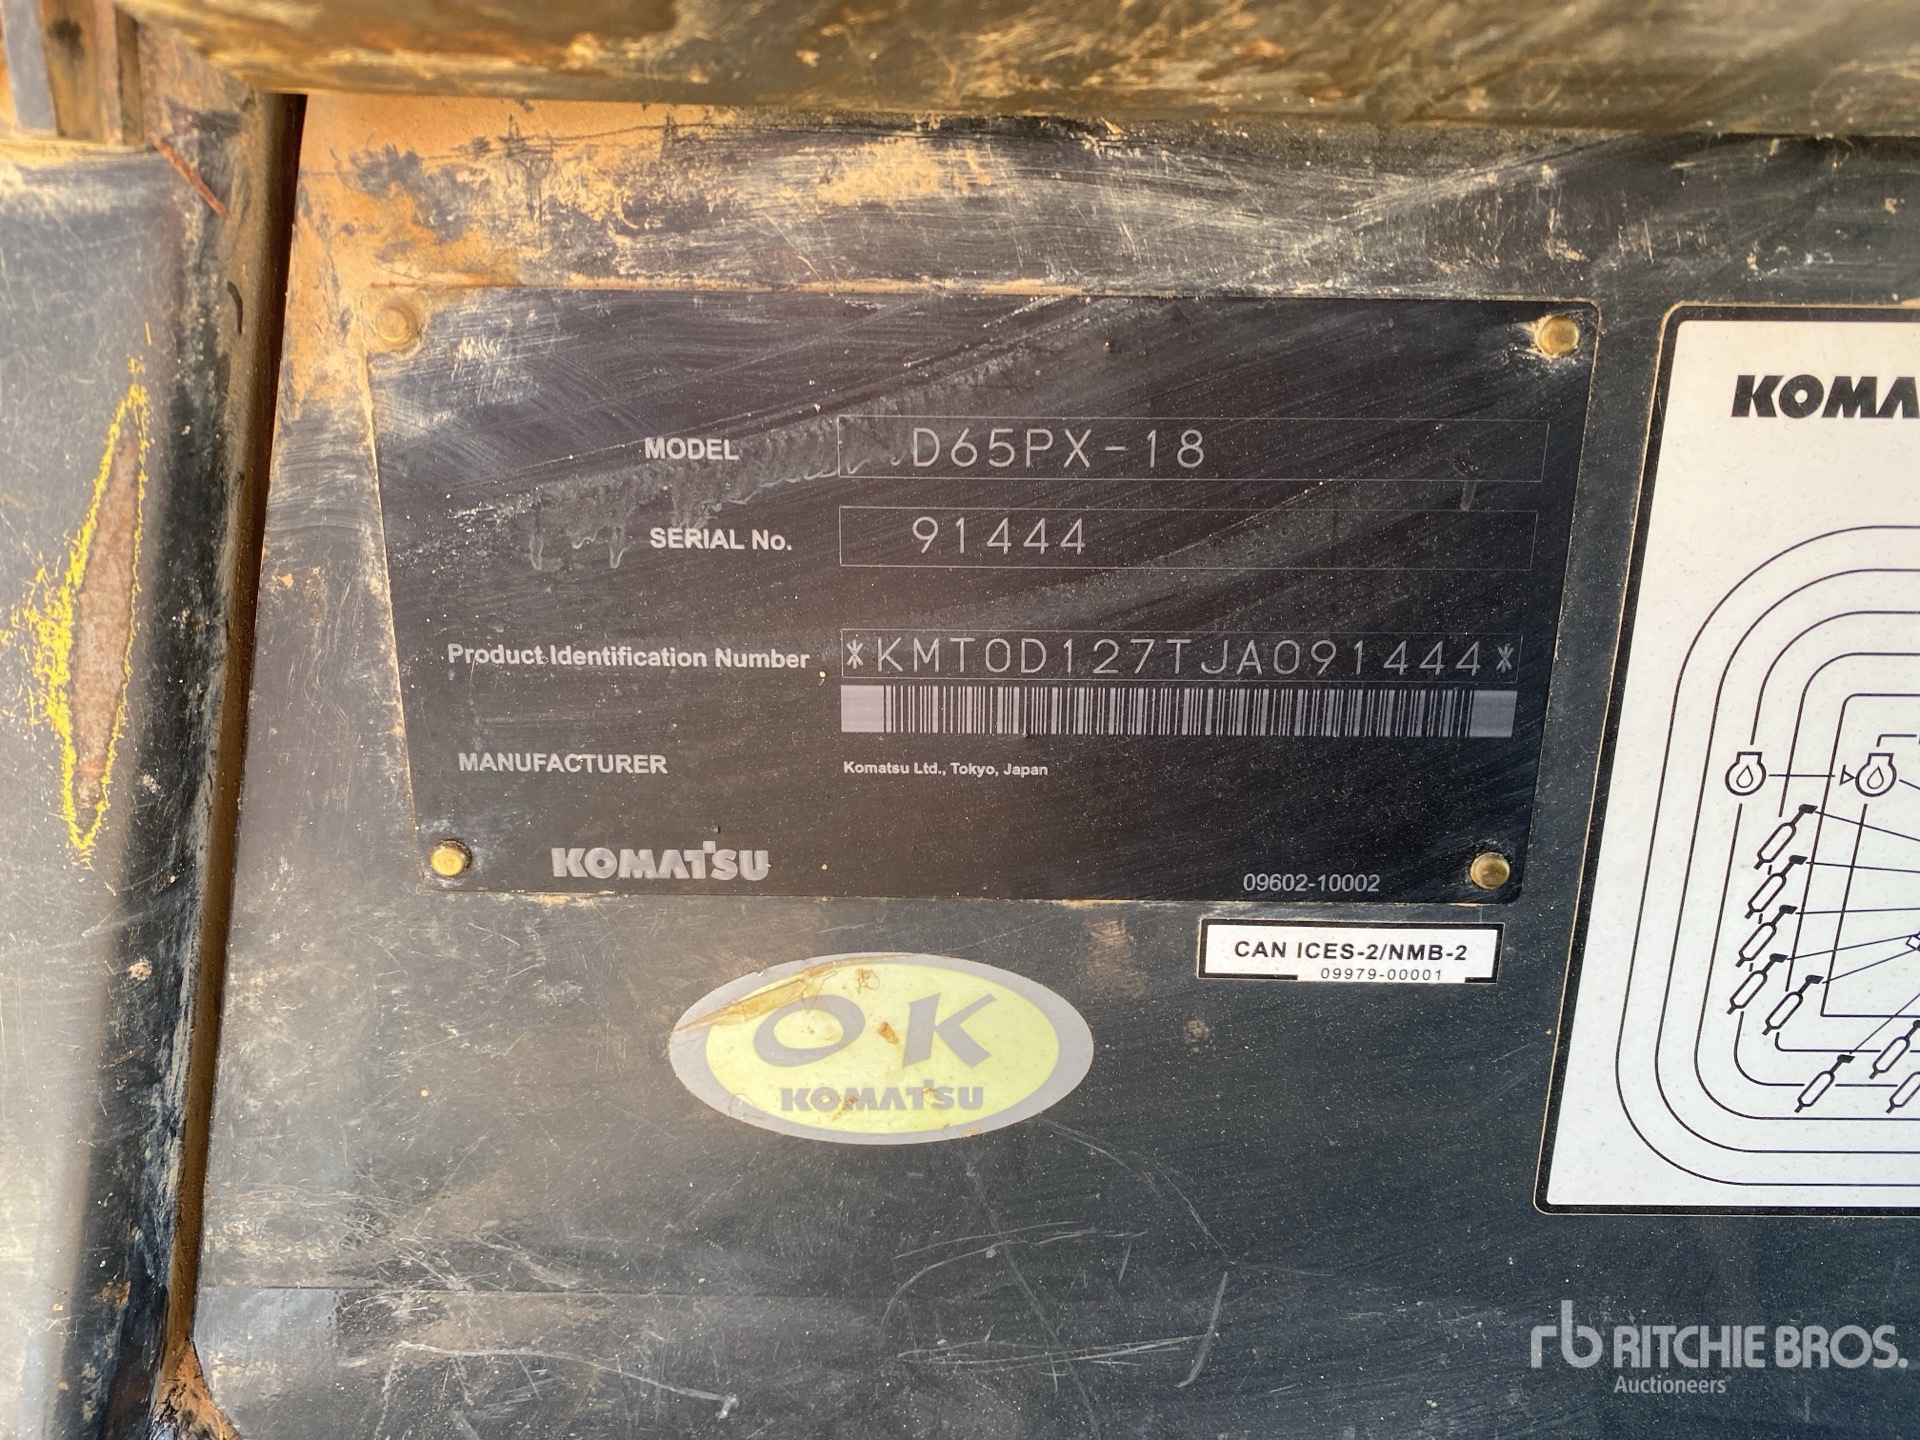 MODEL D65PX-18
SERIAL No. 91444
Product Identification Number *KMT0D127TJA091444*
MANUFACTURER Komatsu Ltd., Tokyo, Japan
KOMATSU
09602-10002
CAN ICES-2/NMB-2
09979-00001
OK
KOMATSU
KOMA
rb RITCHIE BROS.
Auctioneers